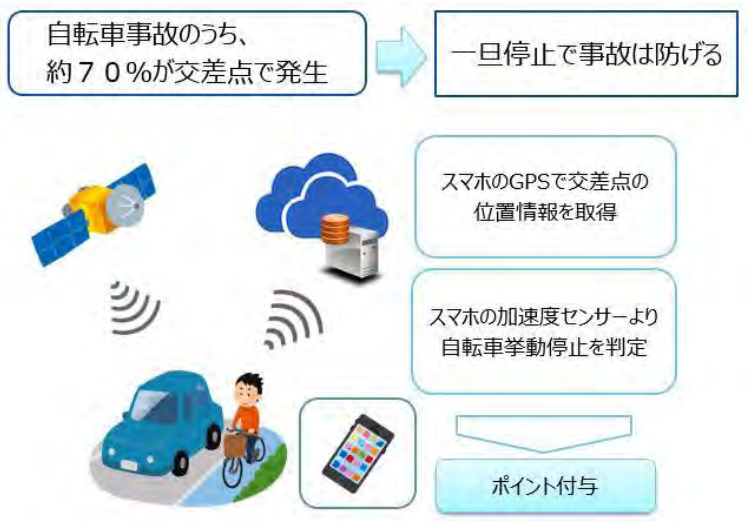 自転車事故のうち、
約７０%が交差点で発生
一旦停止で事故は防げる
スマホのGPSで交差点の
位置情報を取得
スマホの加速度センサーより
自転車挙動停止を判定
ポイント付与